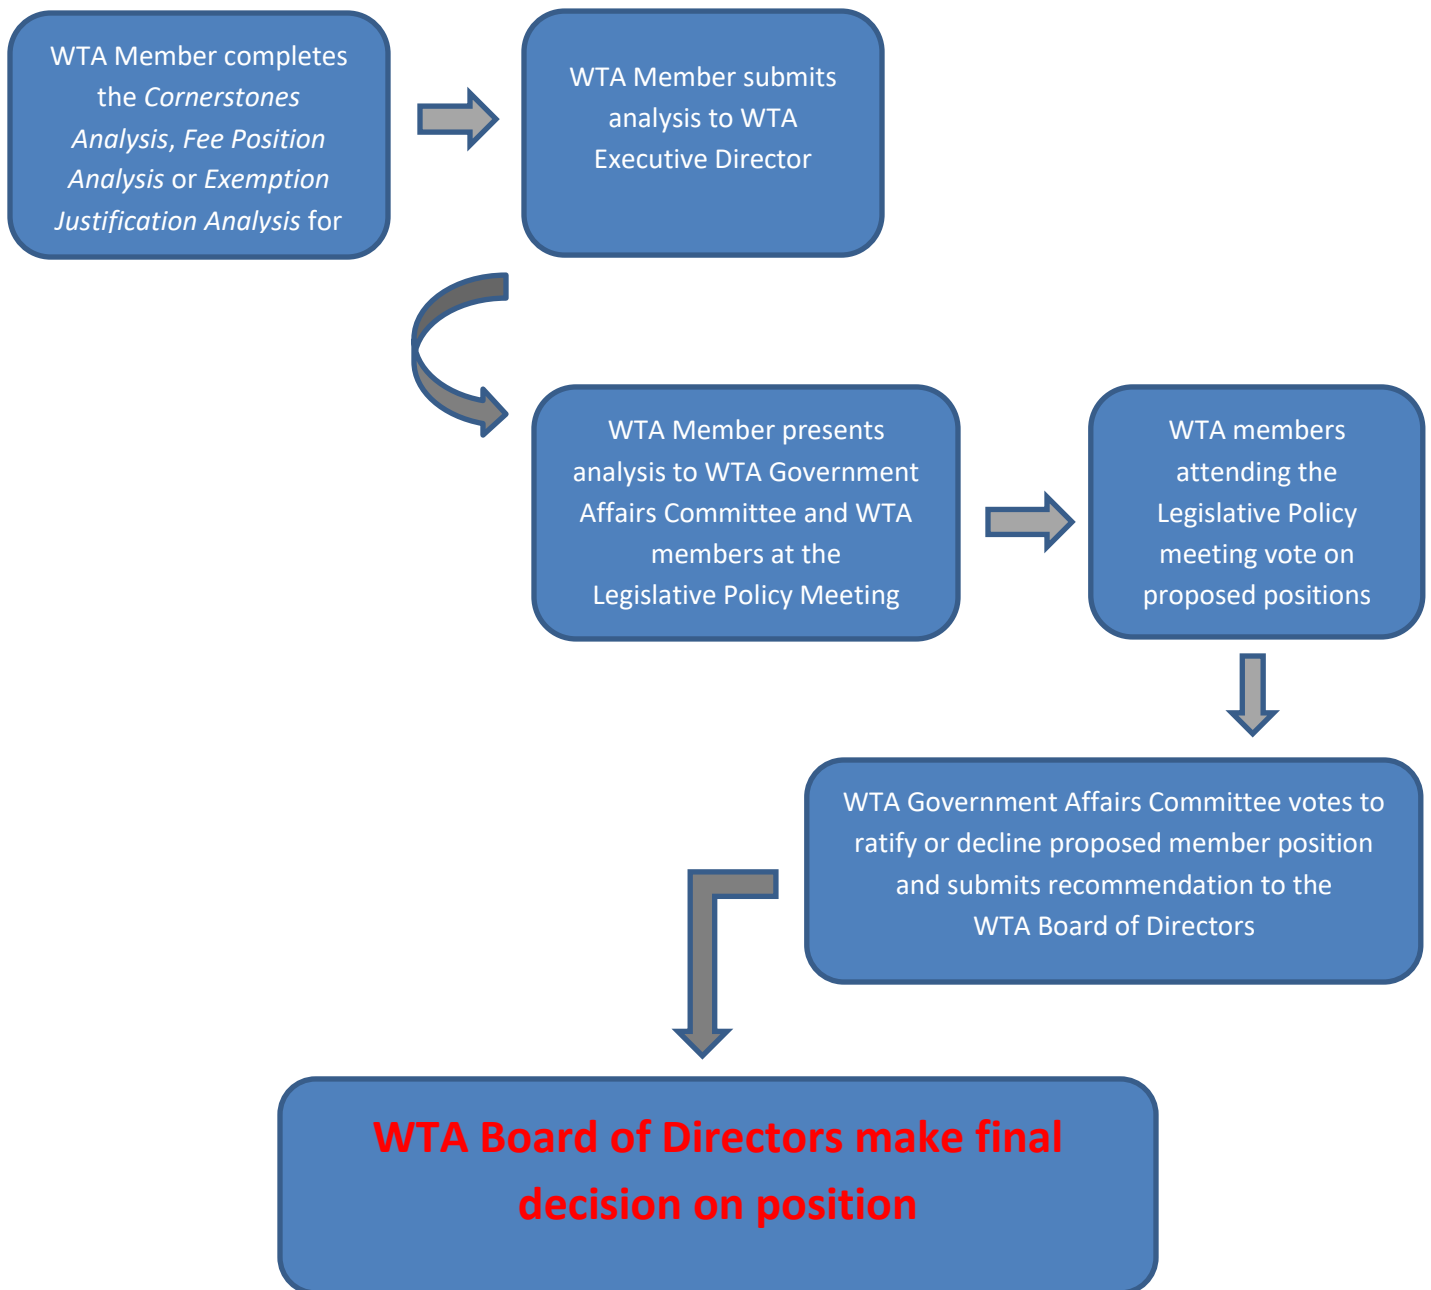 WTA Member completes
the Cornerstones
Analysis, Fee Position
Analysis or Exemption
Justification Analysis for
WTA Member submits
analysis to WTA
Executive Director
WTA Member presents
analysis to WTA Government
Affairs Committee and WTA
members at the
Legislative Policy Meeting
WTA members
attending the
Legislative Policy
meeting vote on
proposed positions
WTA Government Affairs Committee votes to
ratify or decline proposed member position
and submits recommendation to the
WTA Board of Directors
WTA Board of Directors make final
decision on position